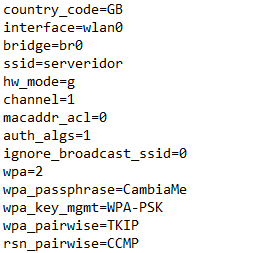 country_code=GB
interface=wlan0
bridge=br0
ssid=serveridor
hw_mode=g
channel=1
macaddr_acl=0
auth_algs=1
ignore_broadcast_ssid=0
wpa=2
wpa_passphrase=CambiaMe
wpa_key_mgmt=WPA-PSK
wpa_pairwise=TKIP
rsn_pairwise=CCMP